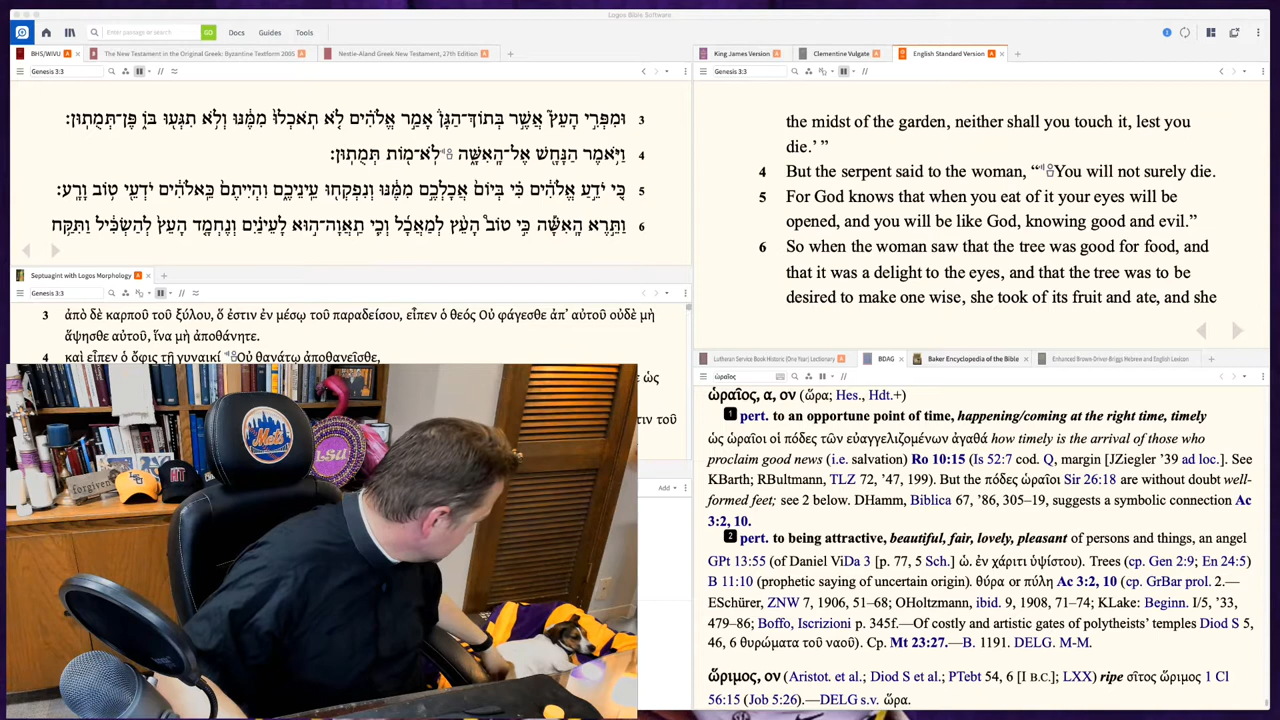 Logos Bible Software
Enter passage or search
GO
Docs
Guides
Tools
BHS/WIVU
The New Testament in the Original Greek: Byzantine Textform 2005
Nestle-Aland Greek New Testament, 27th Edition
Genesis 3:3
3 וּמִפְּרִ֣י הָעֵץ֮ אֲשֶׁ֣ר בְּתוֹךְ־הַגָּן֒ אָמַ֣ר אֱלֹהִ֗ים לֹ֤א תֹֽאכְלוּ֙ מִמֶּ֔נּוּ וְלֹ֥א תִגְּע֖וּ בּ֑וֹ פֶּן־תְּמֻתֽוּן׃
4 וַיֹּ֥אמֶר הַנָּחָ֖שׁ אֶל־הָֽאִשָּׁ֑ה לֹֽא־מ֖וֹת תְּמֻתֽוּן׃
5 כִּ֚י יֹדֵ֣עַ אֱלֹהִ֔ים כִּ֗י בְּיוֹם֙ אֲכָלְכֶ֣ם מִמֶּ֔נּוּ וְנִפְקְח֖וּ עֵֽינֵיכֶ֑ם וִהְיִיתֶם֙ כֵּֽאלֹהִ֔ים יֹדְעֵ֖י ט֥וֹב וָרָֽע׃
6 וַתֵּ֣רֶא הָֽאִשָּׁ֡ה כִּ֣י טוֹב֩ הָעֵ֨ץ לְמַאֲכָ֜ל וְכִ֧י תַֽאֲוָה־ה֣וּא לָעֵינַ֗יִם וְנֶחְמָ֤ד הָעֵץ֙ לְהַשְׂכִּ֔יל וַתִּקַּ֥ח
Septuagint with Logos Morphology
Genesis 3:3
3 ἀπὸ δὲ καρποῦ τοῦ ξύλου, ὅ ἐστιν ἐν μέσῳ τοῦ παραδείσου, εἶπεν ὁ θεός Οὐ φάγεσθε ἀπ’ αὐτοῦ οὐδὲ μὴ
ἅψησθε αὐτοῦ, ἵνα μὴ ἀποθάνητε.
4 καὶ εἶπεν ὁ ὄφις τῇ γυναικί Οὐ θανάτῳ ἀποθανεῖσθε,
ὡς
τιν τοῦ
Add
Forgiven
Mets
LSU
King James Version
Clementine Vulgate
English Standard Version
Genesis 3:3
the midst of the garden, neither shall you touch it, lest you
die.’ ”
4 But the serpent said to the woman, “You will not surely die.
5 For God knows that when you eat of it your eyes will be
opened, and you will be like God, knowing good and evil.”
6 So when the woman saw that the tree was good for food, and
that it was a delight to the eyes, and that the tree was to be
desired to make one wise, she took of its fruit and ate, and she
Lutheran Service Book Historic (One Year) Lectionary
BDAG
Baker Encyclopedia of the Bible
Enhanced Brown-Driver-Briggs Hebrew and English Lexicon
ὡραῖος
ὡραῖος, α, ον (ὥρα; Hes., Hdt.+)
1 pert. to an opportune point of time, happening/coming at the right time, timely
ὡς ὡραῖοι οἱ πόδες τῶν εὐαγγελιζομένων ἀγαθά how timely is the arrival of those who
proclaim good news (i.e. salvation) Ro 10:15 (Is 52:7 cod. Q, margin [JZiegler ’39 ad loc.]. See
KBarth; RBultmann, TLZ 72, ’47, 199). But the πόδες ὡραῖοι Sir 26:18 are without doubt well-
formed feet; see 2 below. DHamm, Biblica 67, ’86, 305–19, suggests a symbolic connection Ac
3:2, 10.
2 pert. to being attractive, beautiful, fair, lovely, pleasant of persons and things, an angel
GPt 13:55 (of Daniel ViDa 3 [p. 77, 5 Sch.] ὡ. ἐν χάριτι ὑψίστου). Trees (cp. Gen 2:9; En 24:5)
B 11:10 (prophetic saying of uncertain origin). θύρα or πύλη Ac 3:2, 10 (cp. GrBar prol. 2.—
ESchürer, ZNW 7, 1906, 51–68; OHoltzmann, ibid. 9, 1908, 71–74; KLake: Beginn. I/5, ’33,
479–86; Boffo, Iscrizioni p. 345f.—Of costly and artistic gates of polytheists’ temples Diod S 5,
46, 6 θυρώματα τοῦ ναοῦ). Cp. Mt 23:27.—B. 1191. DELG. M-M.
ὥριμος, ον (Aristot. et al.; Diod S et al.; PTebt 54, 6 [I B.C.]; LXX) ripe σῖτος ὥριμος 1 Cl
56:15 (Job 5:26).—DELG s.v. ὥρα.